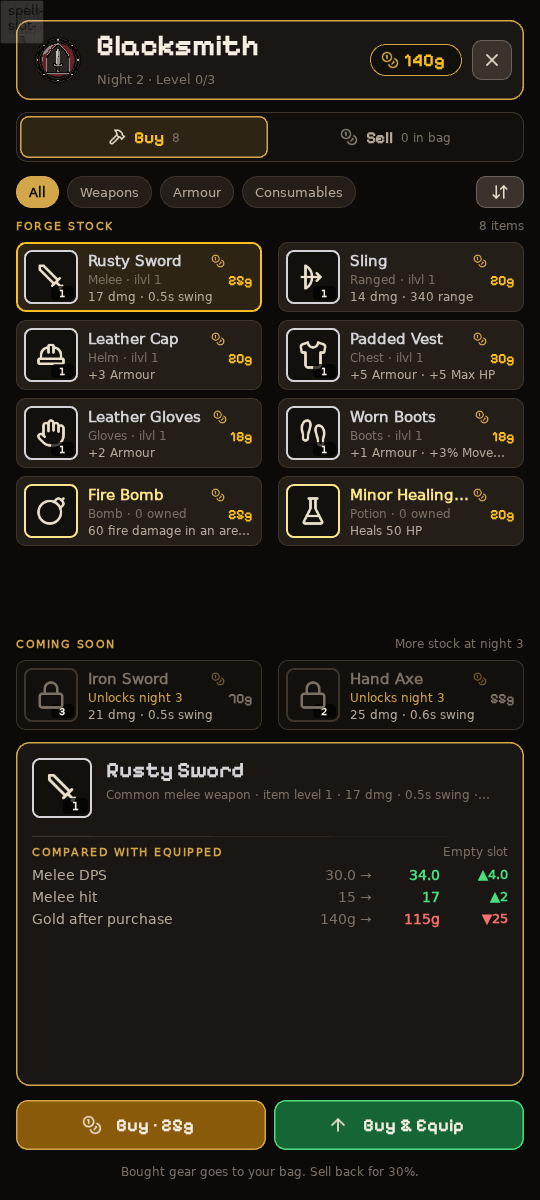 spell-
slot-
Blacksmith
Night 2 · Level 0/3
140g
Buy 8
Sell 0 in bag
All
Weapons
Armour
Consumables
FORGE STOCK
8 items
Rusty Sword
Melee · ilvl 1
25g
17 dmg · 0.5s swing
1
Sling
Ranged · ilvl 1
20g
14 dmg · 340 range
1
Leather Cap
Helm · ilvl 1
20g
+3 Armour
1
Padded Vest
Chest · ilvl 1
30g
+5 Armour · +5 Max HP
1
Leather Gloves
Gloves · ilvl 1
18g
+2 Armour
1
Worn Boots
Boots · ilvl 1
18g
+1 Armour · +3% Move...
1
Fire Bomb
Bomb · 0 owned
25g
60 fire damage in an are...
Minor Healing...
Potion · 0 owned
20g
Heals 50 HP
COMING SOON
More stock at night 3
Iron Sword
Unlocks night 3
70g
21 dmg · 0.5s swing
3
Hand Axe
Unlocks night 3
55g
25 dmg · 0.6s swing
2
Rusty Sword
Common melee weapon · item level 1 · 17 dmg · 0.5s swing ·...
1
COMPARED WITH EQUIPPED
Empty slot
Melee DPS 30.0 → 34.0 ▲4.0
Melee hit 15 → 17 ▲2
Gold after purchase 140g → 115g ▼25
Buy · 25g
Buy & Equip
Bought gear goes to your bag. Sell back for 30%.